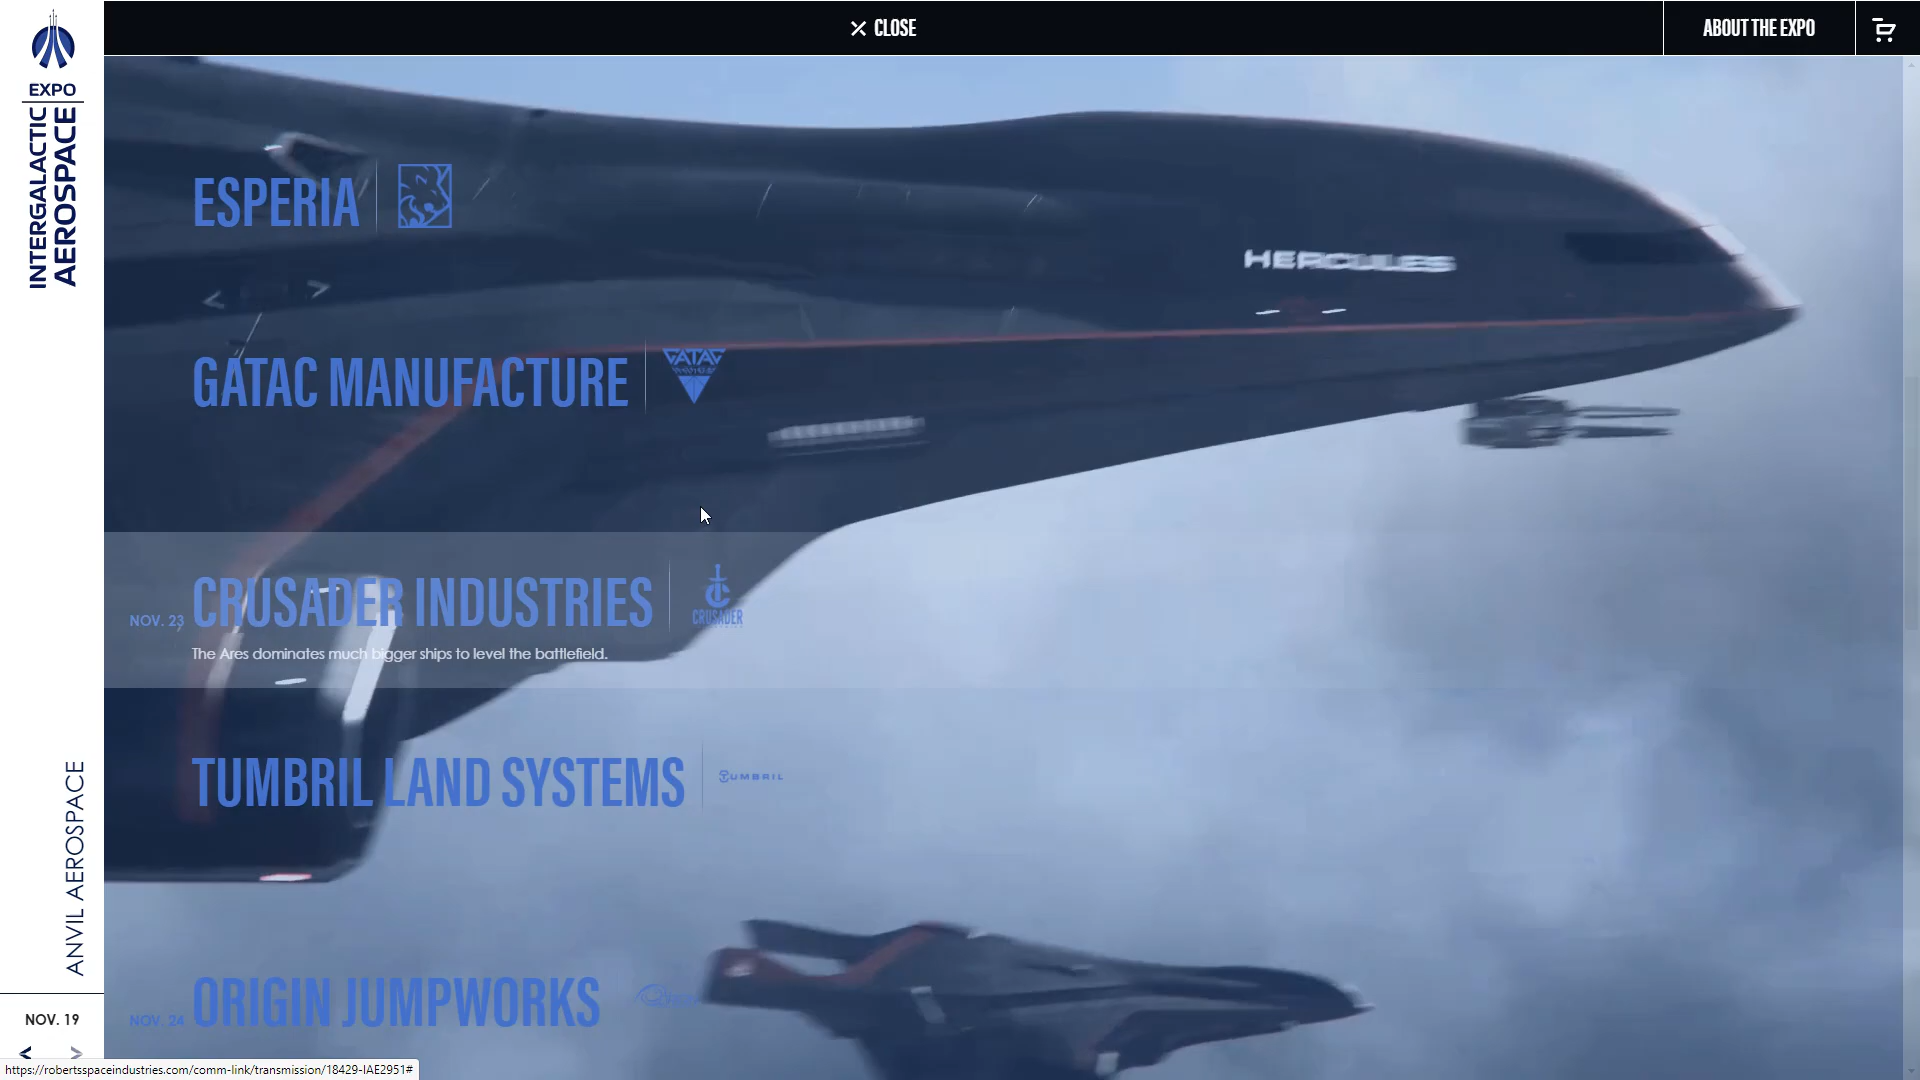 CLOSE
ABOUT THE EXPO
EXPO
INTERGALACTIC
AEROSPACE
ESPERIA
HERCULES
GATAC MANUFACTURE
GATAC
NOV. 23
CRUSADER INDUSTRIES
CRUSADER
The Ares dominates much bigger ships to level the battlefield.
TUMBRIL LAND SYSTEMS
TUMBRIL
ANVIL AEROSPACE
NOV. 24
ORIGIN JUMPWORKS
NOV. 19
https://robertsspaceindustries.com/comm-link/transmission/18429-IAE2951#